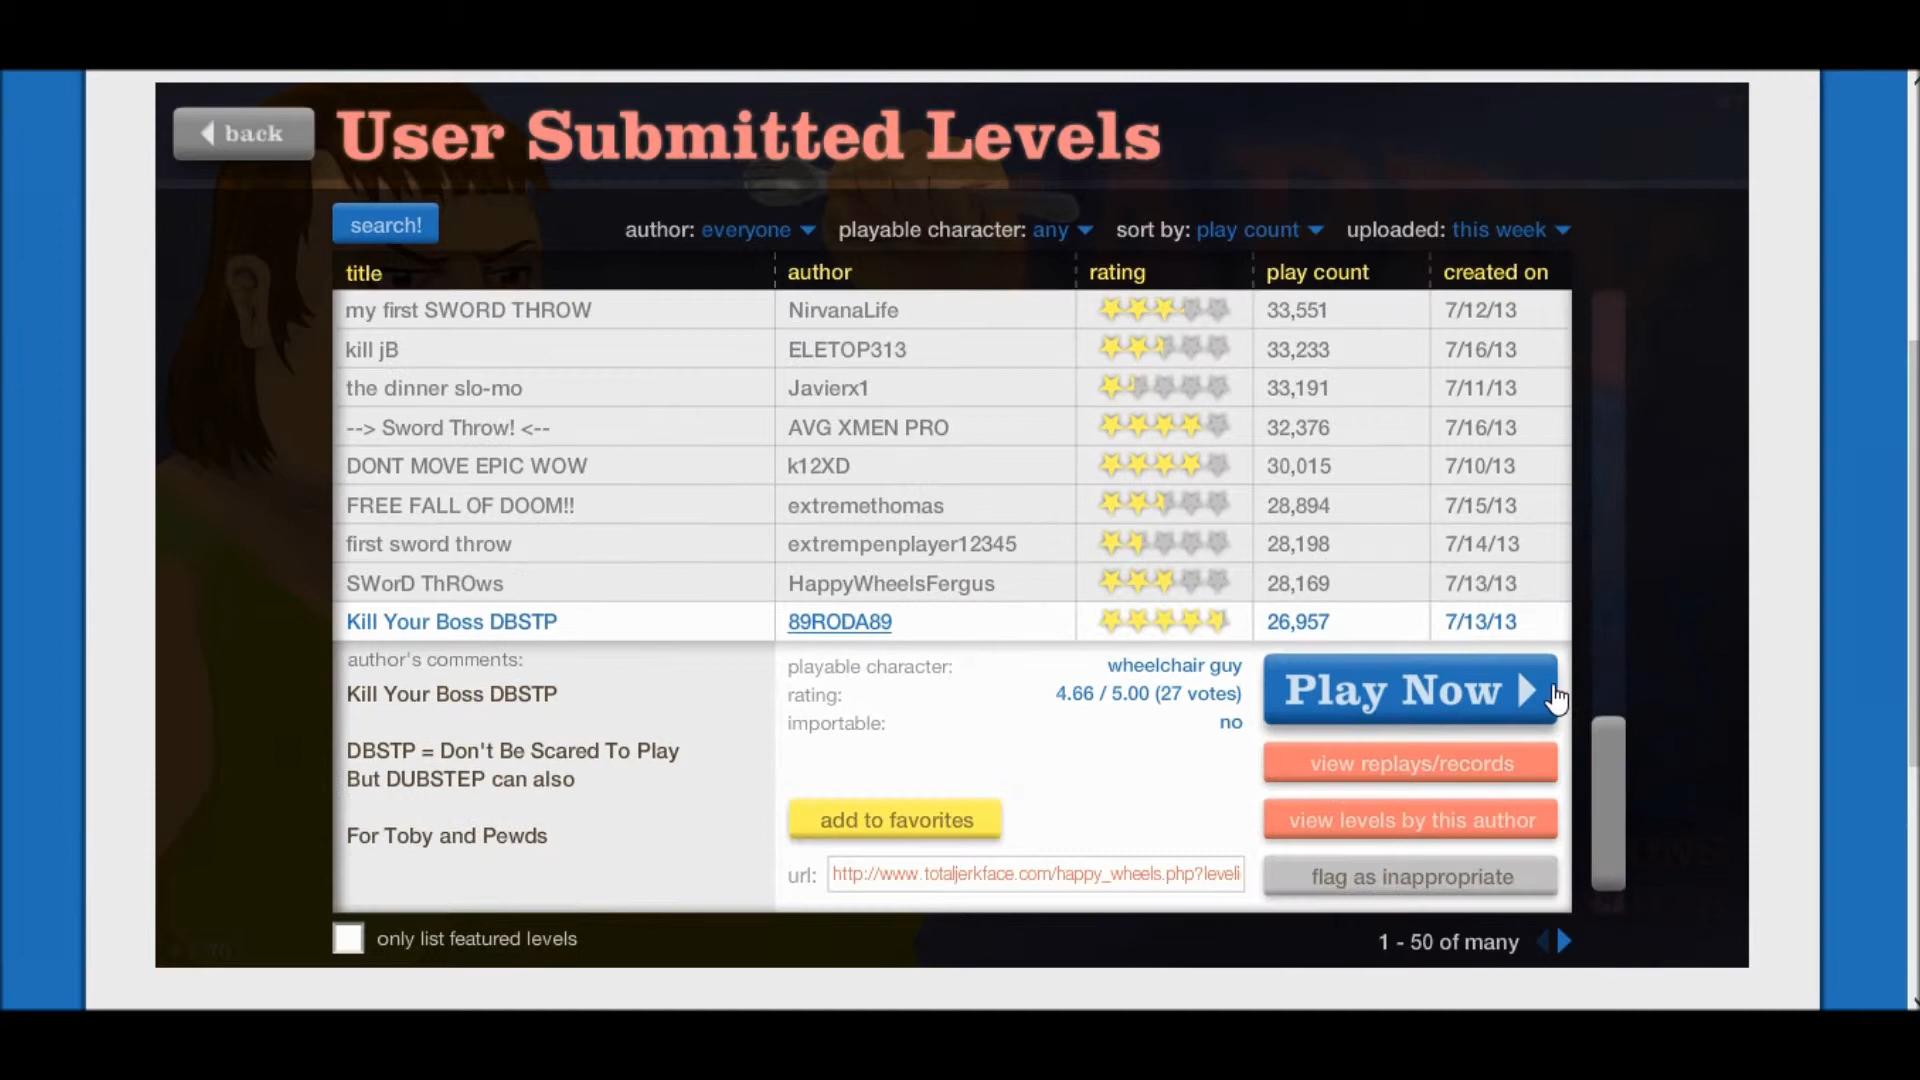 back
User Submitted Levels
search!
author: everyone playable character: any sort by: play count uploaded: this week
title author rating play count created on
my first SWORD THROW NirvanaLife 33,551 7/12/13
kill jB ELETOP313 33,233 7/16/13
the dinner slo-mo Javierx1 33,191 7/11/13
--> Sword Throw! <-- AVG XMEN PRO 32,376 7/16/13
DONT MOVE EPIC WOW k12XD 30,015 7/10/13
FREE FALL OF DOOM!! extremethomas 28,894 7/15/13
first sword throw extrempenplayer12345 28,198 7/14/13
SWorD ThROws HappyWheelsFergus 28,169 7/13/13
Kill Your Boss DBSTP 89RODA89 26,957 7/13/13
author's comments:
Kill Your Boss DBSTP
DBSTP = Don't Be Scared To Play
But DUBSTEP can also
For Toby and Pewds
playable character: wheelchair guy
rating: 4.66 / 5.00 (27 votes)
importable: no
add to favorites
url: http://www.totaljerkface.com/happy_wheels.php?leveli
Play Now
view replays/records
view levels by this author
flag as inappropriate
only list featured levels
1 - 50 of many